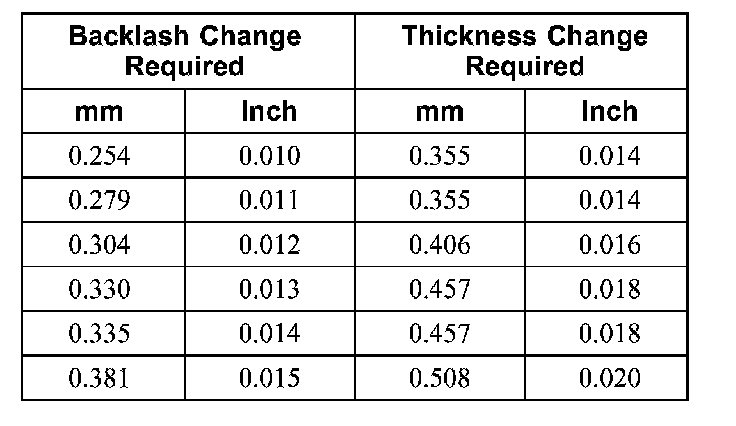 Backlash Change Required Thickness Change Required
mm Inch mm Inch
0.254 0.010 0.355 0.014
0.279 0.011 0.355 0.014
0.304 0.012 0.406 0.016
0.330 0.013 0.457 0.018
0.335 0.014 0.457 0.018
0.381 0.015 0.508 0.020